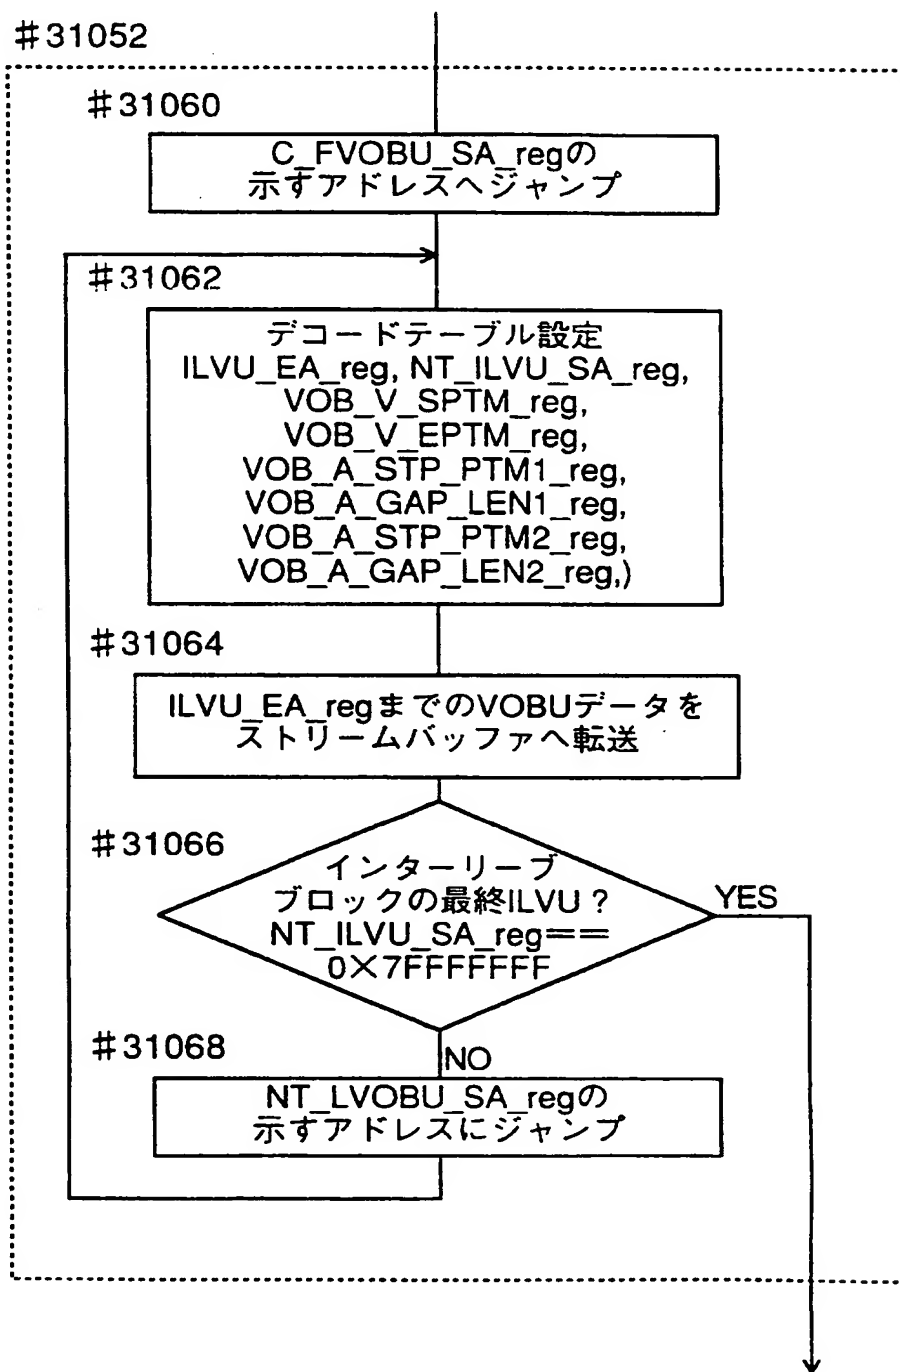 #31052
#31060
C_FVOBU_SA_regの
示すアドレスへジャンプ
#31062
デコードテーブル設定
ILVU_EA_reg, NT_ILVU_SA_reg,
VOB_V_SPTM_reg,
VOB_V_EPTM_reg,
VOB_A_STP_PTM1_reg,
VOB_A_GAP_LEN1_reg,
VOB_A_STP_PTM2_reg,
VOB_A_GAP_LEN2_reg,)
#31064
ILVU_EA_regまでのVOBUデータを
ストリームバッファへ転送
#31066
インターリーブ
ブロックの最終ILVU?
NT_ILVU_SA_reg==
0×7FFFFFFF
YES
#31068
NO
NT_LVOBU_SA_regの
示すアドレスにジャンプ